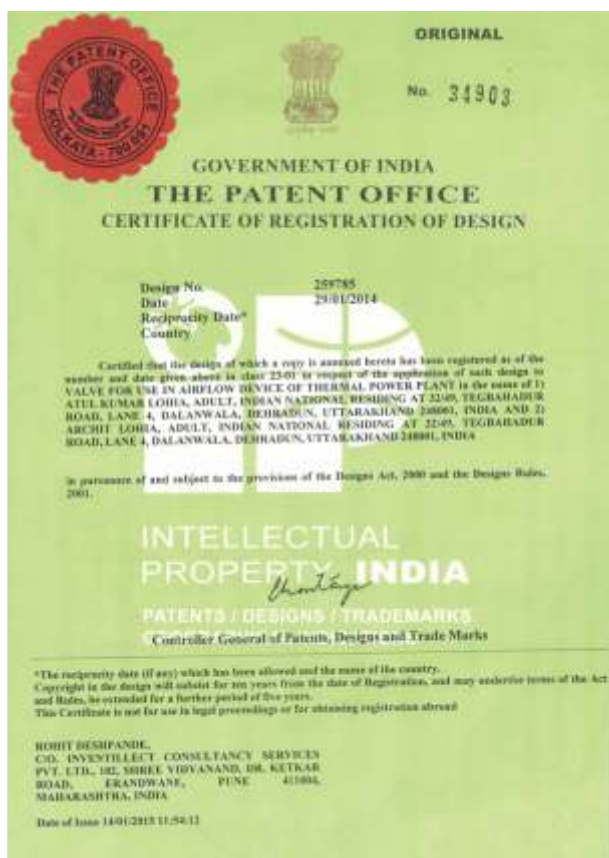 ORIGINAL
No. 34903
THE PATENT OFFICE
KOLKATA - 700 091
GOVERNMENT OF INDIA
THE PATENT OFFICE
CERTIFICATE OF REGISTRATION OF DESIGN
Design No. 259785
Date 29/01/2014
Reciprocity Date*
Country
Certified that the design of which a copy is annexed hereto has been registered as of the
number and date given above in class 23-01 in respect of the application of such design to
VALVE FOR USE IN AIRFLOW DEVICE OF THERMAL POWER PLANT in the name of 1)
ATUL KUMAR LOHIA, ADULT, INDIAN NATIONAL RESIDING AT 32/49, TEGBAHADUR
ROAD, LANE 4, DALANWALA, DEHRADUN, UTTARAKHAND 248001, INDIA AND 2)
ARCHIT LOHIA, ADULT, INDIAN NATIONAL RESIDING AT 32/49, TEGBAHADUR
ROAD, LANE 4, DALANWALA, DEHRADUN, UTTARAKHAND 248001, INDIA
in pursuance of and subject to the provisions of the Designs Act, 2000 and the Designs Rules,
2001.
INTELLECTUAL
PROPERTY INDIA
PATENTS / DESIGNS / TRADEMARKS
Controller General of Patents, Designs and Trade Marks
*The reciprocity date (if any) which has been allowed and the name of the country.
Copyright in the design will subsist for ten years from the date of Registration, and may under the terms of the Act
and Rules, be extended for a further period of five years.
This Certificate is not for use in legal proceedings or for obtaining registration abroad
ROHIT DESHPANDE,
C/O. INVENTILLECT CONSULTANCY SERVICES
PVT. LTD., 102, SHREE VIDYANAND, DR. KETKAR
ROAD, ERANDWANE, PUNE 411004,
MAHARASHTRA, INDIA
Date of Issue 14/01/2015 11:54:12